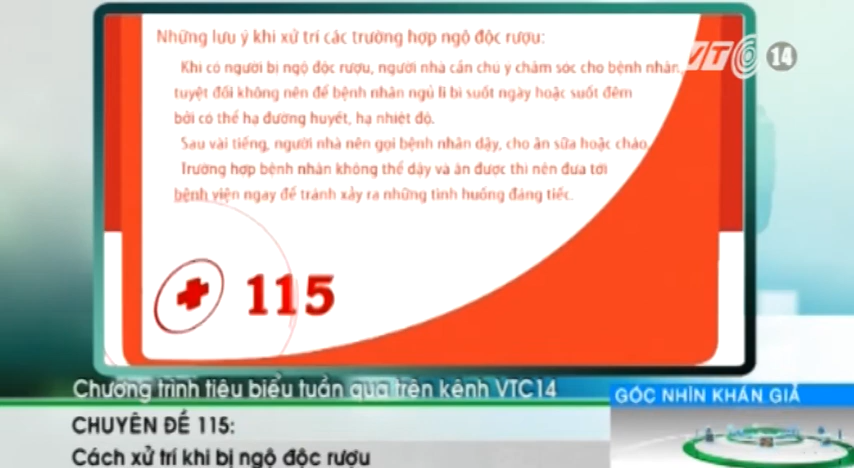 Những lưu ý khi xử trí các trường hợp ngộ độc rượu:
VTC 14
Khi có người bị ngộ độc rượu, người nhà cần chú ý chăm sóc cho bệnh nhân,
tuyệt đối không nên để bệnh nhân ngủ li bì suốt ngày hoặc suốt đêm
bởi có thể hạ đường huyết, hạ nhiệt độ.
Sau vài tiếng, người nhà nên gọi bệnh nhân dậy, cho ăn sữa hoặc cháo.
Trường hợp bệnh nhân không thể dậy và ăn được thì nên đưa tới
bệnh viện ngay để tránh xảy ra những tình huống đáng tiếc.
115
Chương trình tiêu biểu tuần qua trên kênh VTC14
GÓC NHÌN KHÁN GIẢ
CHUYÊN ĐỀ 115:
Cách xử trí khi bị ngộ độc rượu